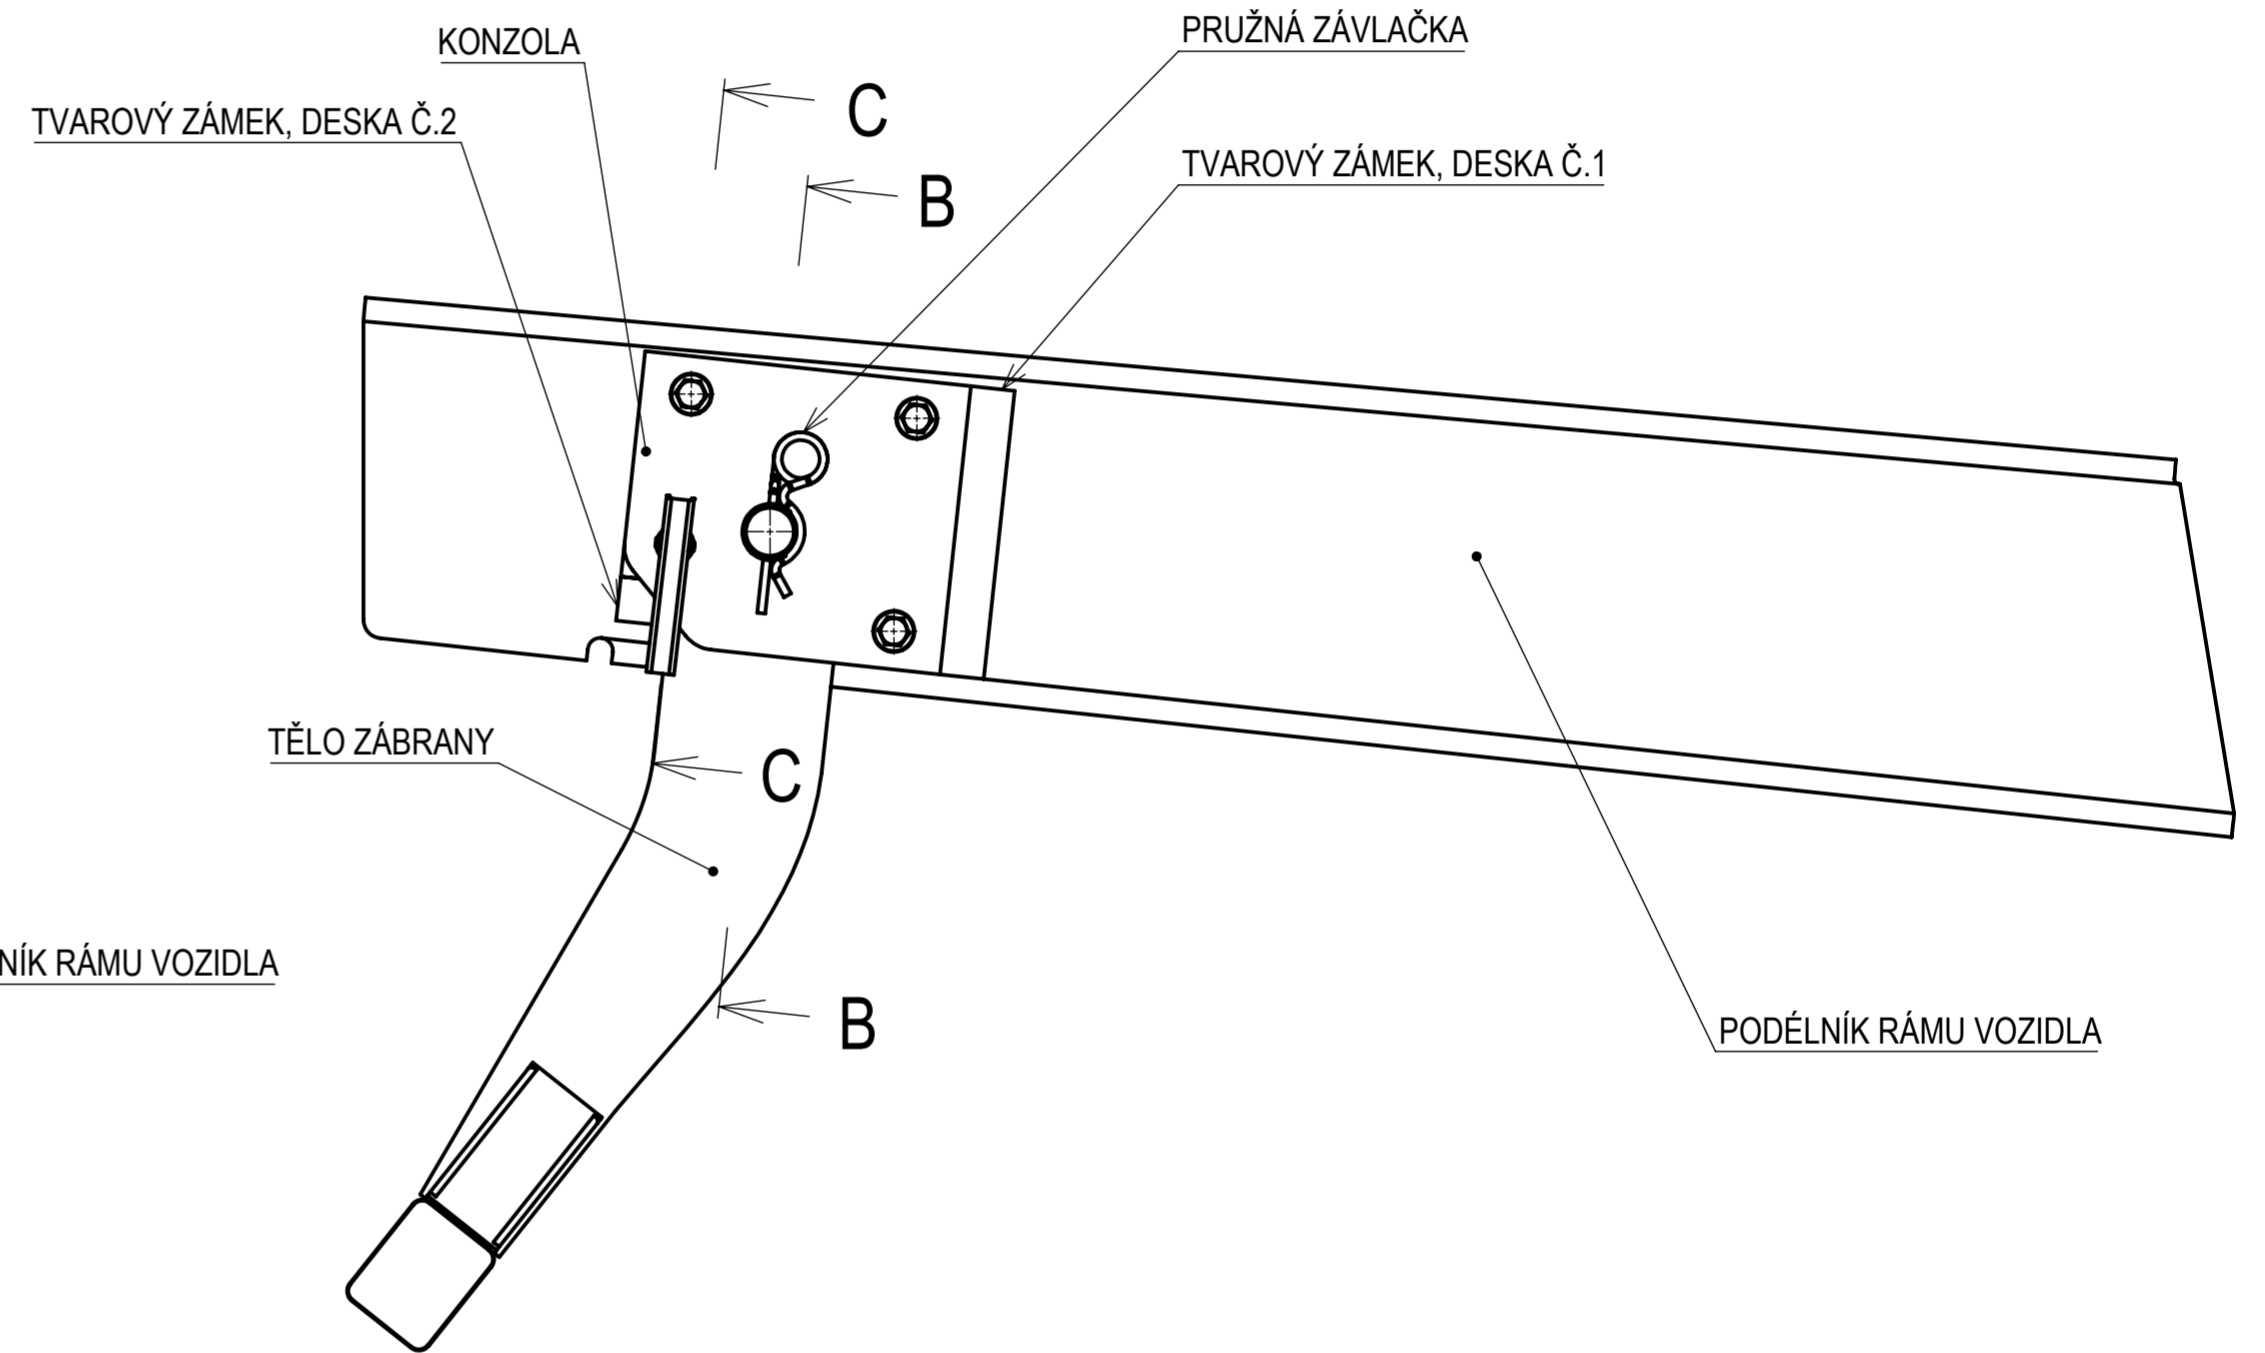 PRUŽNÁ ZÁVLAČKA
KONZOLA
C
TVAROVÝ ZÁMEK, DESKA Č.2
TVAROVÝ ZÁMEK, DESKA Č.1
B
TĚLO ZÁBRANY
C
NÍK RÁMU VOZIDLA
B
PODÉLNÍK RÁMU VOZIDLA